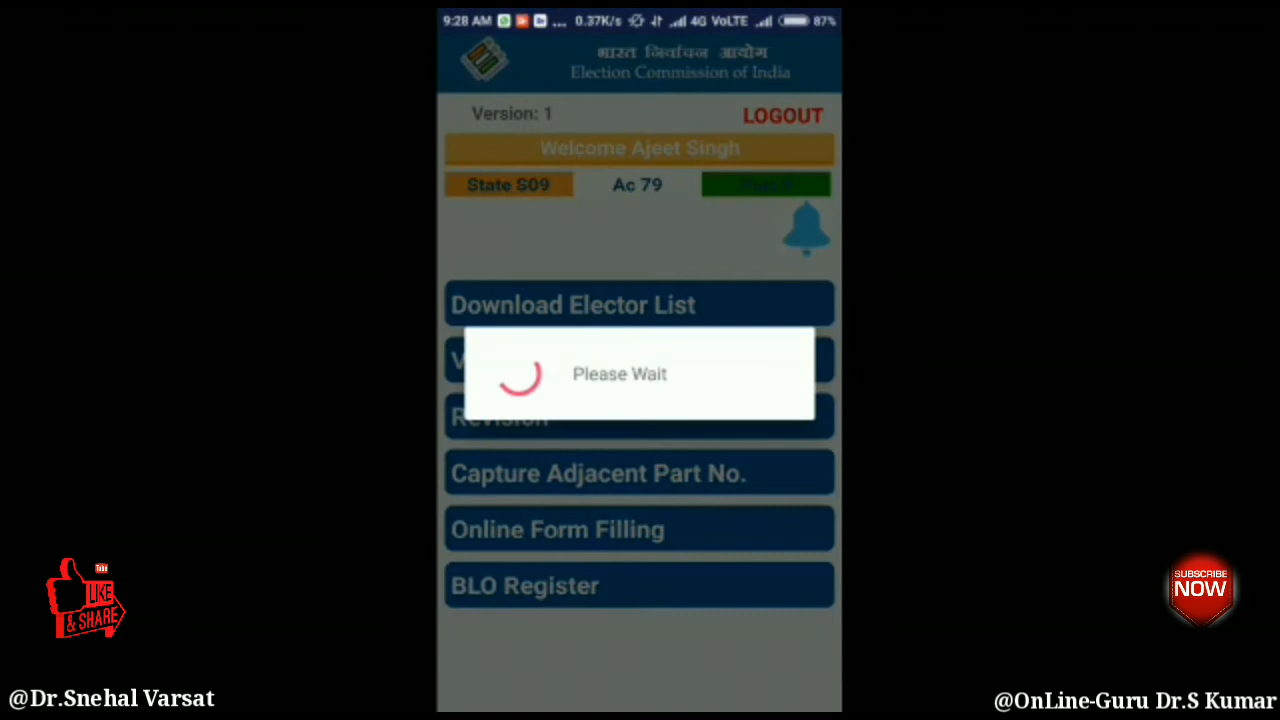 9:28 AM ... 0.37K/s 4G VoLTE 87%
भारत निर्वाचन आयोग
Election Commission of India
Version: 1
LOGOUT
Welcome Ajeet Singh
State S09
Ac 79
Download Elector List
Please Wait
Revision
Capture Adjacent Part No.
Online Form Filling
BLO Register
Tube
LIKE
& SHARE
SUBSCRIBE
NOW
@Dr.Snehal Varsat
@OnLine-Guru Dr.S Kumar